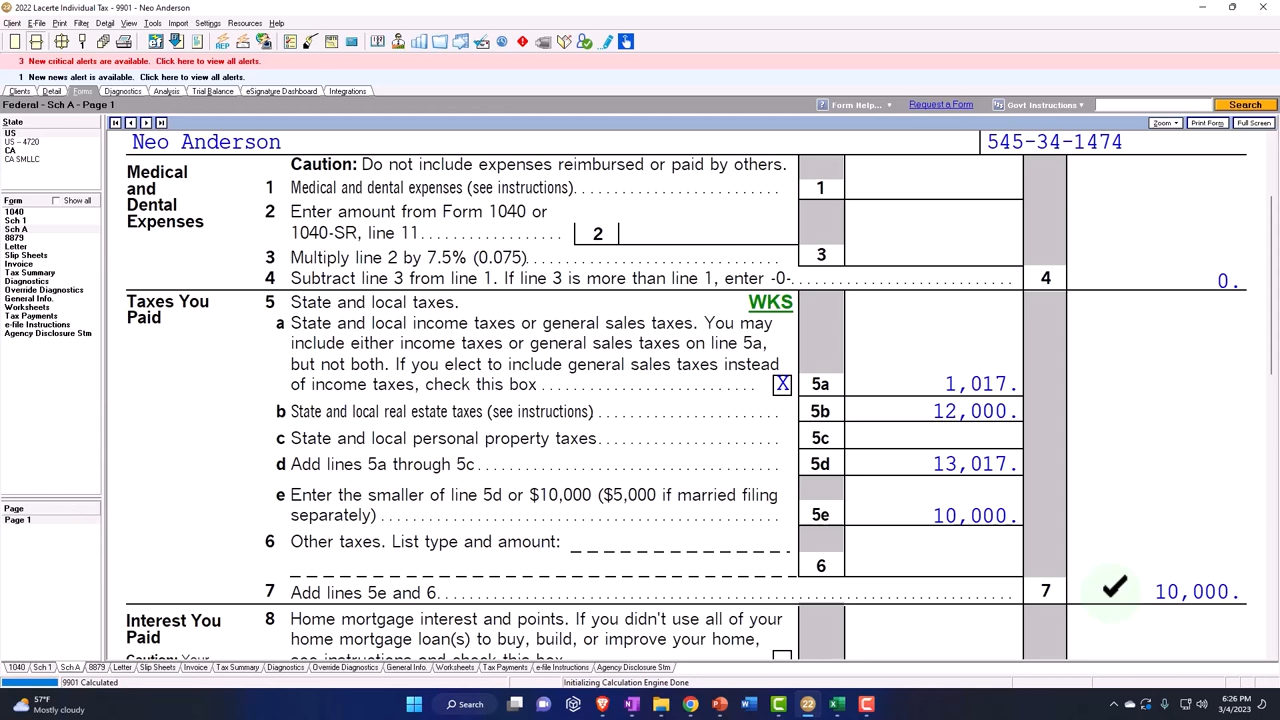 2022 Lacerte Individual Tax - 9901 - Neo Anderson
Client E-File Print Filter Detail View Tools Import Settings Resources Help
REP
3 New critical alerts are available. Click here to view all alerts.
1 New news alert is available. Click here to view all alerts.
Clients Detail Forms Diagnostics Analysis Trial Balance eSignature Dashboard Integrations
Federal - Sch A - Page 1 Form Help... Request a Form Govt Instructions Search
State
US
US - 4720
CA
CA SMLLC
Form Show all
1040
Sch 1
Sch A
8879
Letter
Slip Sheets
Invoice
Tax Summary
Diagnostics
Override Diagnostics
General Info.
Worksheets
Tax Payments
e-file Instructions
Agency Disclosure Stm
Page
Page 1
Zoom Print Form Full Screen
Neo Anderson 545-34-1474
Medical and Dental Expenses
Caution: Do not include expenses reimbursed or paid by others.
1 Medical and dental expenses (see instructions) 1
2 Enter amount from Form 1040 or
1040-SR, line 11 2
3 Multiply line 2 by 7.5% (0.075) 3
4 Subtract line 3 from line 1. If line 3 is more than line 1, enter -0- 4 0.
Taxes You Paid
5 State and local taxes. WKS
a State and local income taxes or general sales taxes. You may
include either income taxes or general sales taxes on line 5a,
but not both. If you elect to include general sales taxes instead
of income taxes, check this box X 5a 1,017.
b State and local real estate taxes (see instructions) 5b 12,000.
c State and local personal property taxes 5c
d Add lines 5a through 5c 5d 13,017.
e Enter the smaller of line 5d or $10,000 ($5,000 if married filing
separately) 5e 10,000.
6 Other taxes. List type and amount:
6
7 Add lines 5e and 6 7 10,000.
Interest You Paid
8 Home mortgage interest and points. If you didn't use all of your
home mortgage loan(s) to buy, build, or improve your home,
see instructions and check this box
Caution: Your
1040 Sch 1 Sch A 8879 Letter Slip Sheets Invoice Tax Summary Diagnostics Override Diagnostics General Info. Worksheets Tax Payments e-file Instructions Agency Disclosure Stm
9901 Calculated Initializing Calculation Engine Done
57°F
Mostly cloudy
Search
22
6:26 PM
3/4/2023